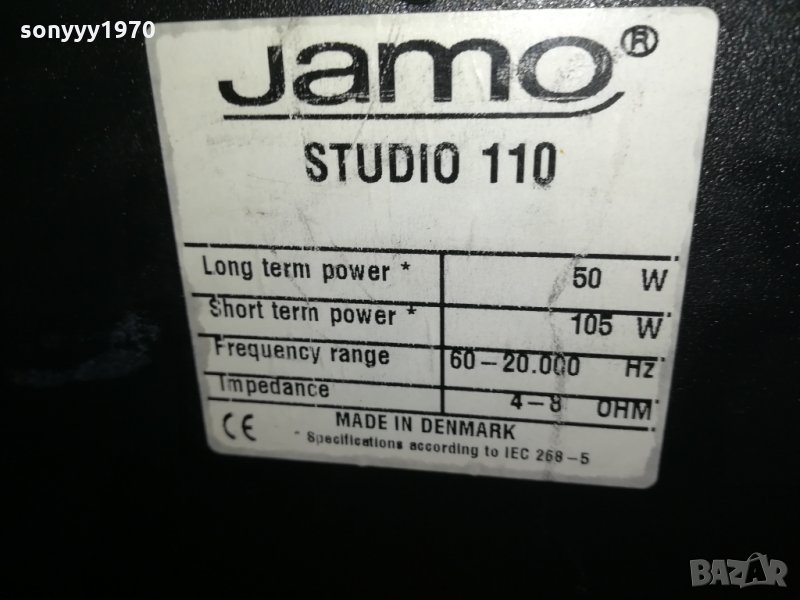 sonyyy1970
Jamo®
STUDIO 110
Long term power * 50 W
Short term power * 105 W
Frequency range 60-20.000 Hz
Impedance 4-8 OHM
CE MADE IN DENMARK
* Specifications according to IEC 268-5
BAZAR